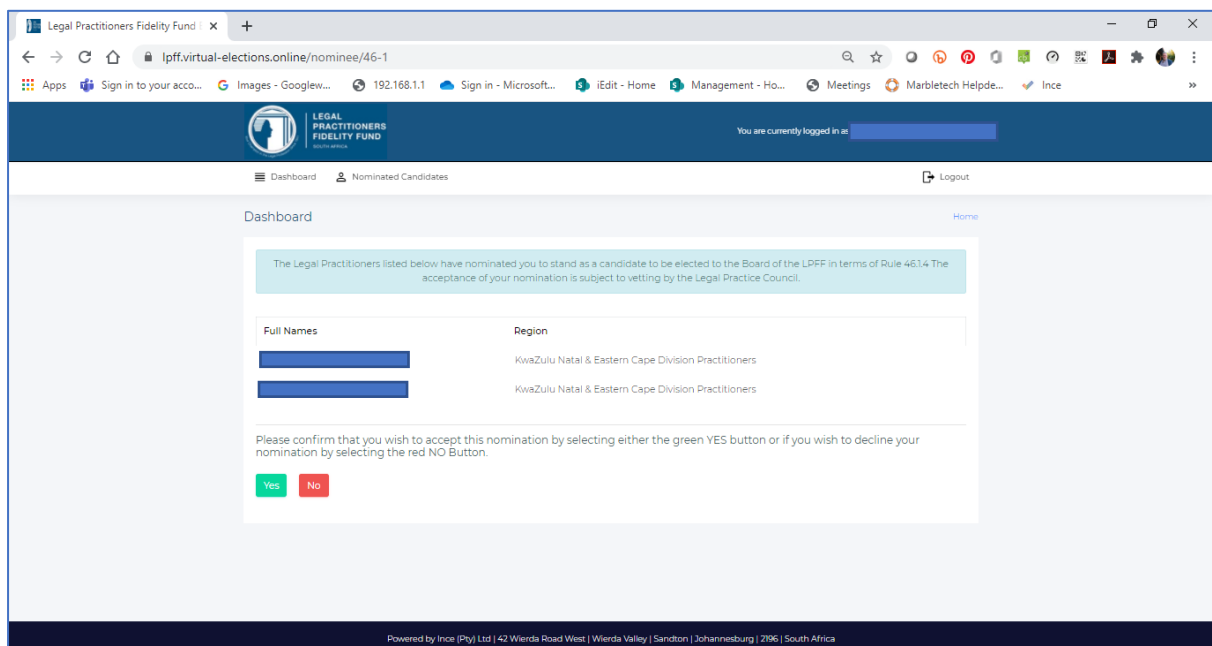 Legal Practitioners Fidelity Fund
lpff.virtual-elections.online/nominee/46-1
Apps Sign in to your acco... Images - Googlew... 192.168.1.1 Sign in - Microsoft... iEdit - Home Management - Ho... Meetings Marbletech Helpde... Ince »
LEGAL
PRACTITIONERS
FIDELITY FUND
SOUTH AFRICA
You are currently logged in as
Dashboard Nominated Candidates Logout
Dashboard Home
The Legal Practitioners listed below have nominated you to stand as a candidate to be elected to the Board of the LPFF in terms of Rule 46.1.4 The
acceptance of your nomination is subject to vetting by the Legal Practice Council.
Full Names Region
KwaZulu Natal & Eastern Cape Division Practitioners
KwaZulu Natal & Eastern Cape Division Practitioners
Please confirm that you wish to accept this nomination by selecting either the green YES button or if you wish to decline your
nomination by selecting the red NO Button.
Yes No
Powered by Ince (Pty) Ltd | 42 Wierda Road West | Wierda Valley | Sandton | Johannesburg | 2196 | South Africa